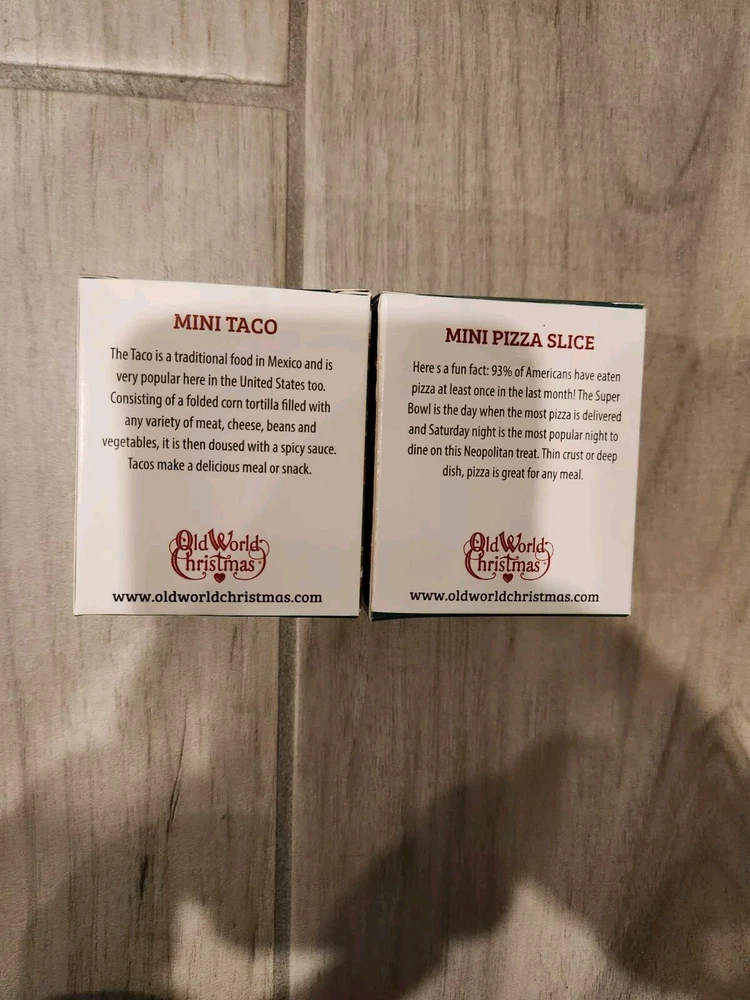 MINI TACO
The Taco is a traditional food in Mexico and is
very popular here in the United States too.
Consisting of a folded corn tortilla filled with
any variety of meat, cheese, beans and
vegetables, it is then doused with a spicy sauce.
Tacos make a delicious meal or snack.
Old World
Christmas
www.oldworldchristmas.com
MINI PIZZA SLICE
Here s a fun fact: 93% of Americans have eaten
pizza at least once in the last month! The Super
Bowl is the day when the most pizza is delivered
and Saturday night is the most popular night to
dine on this Neopolitan treat. Thin crust or deep
dish, pizza is great for any meal.
Old World
Christmas
www.oldworldchristmas.com